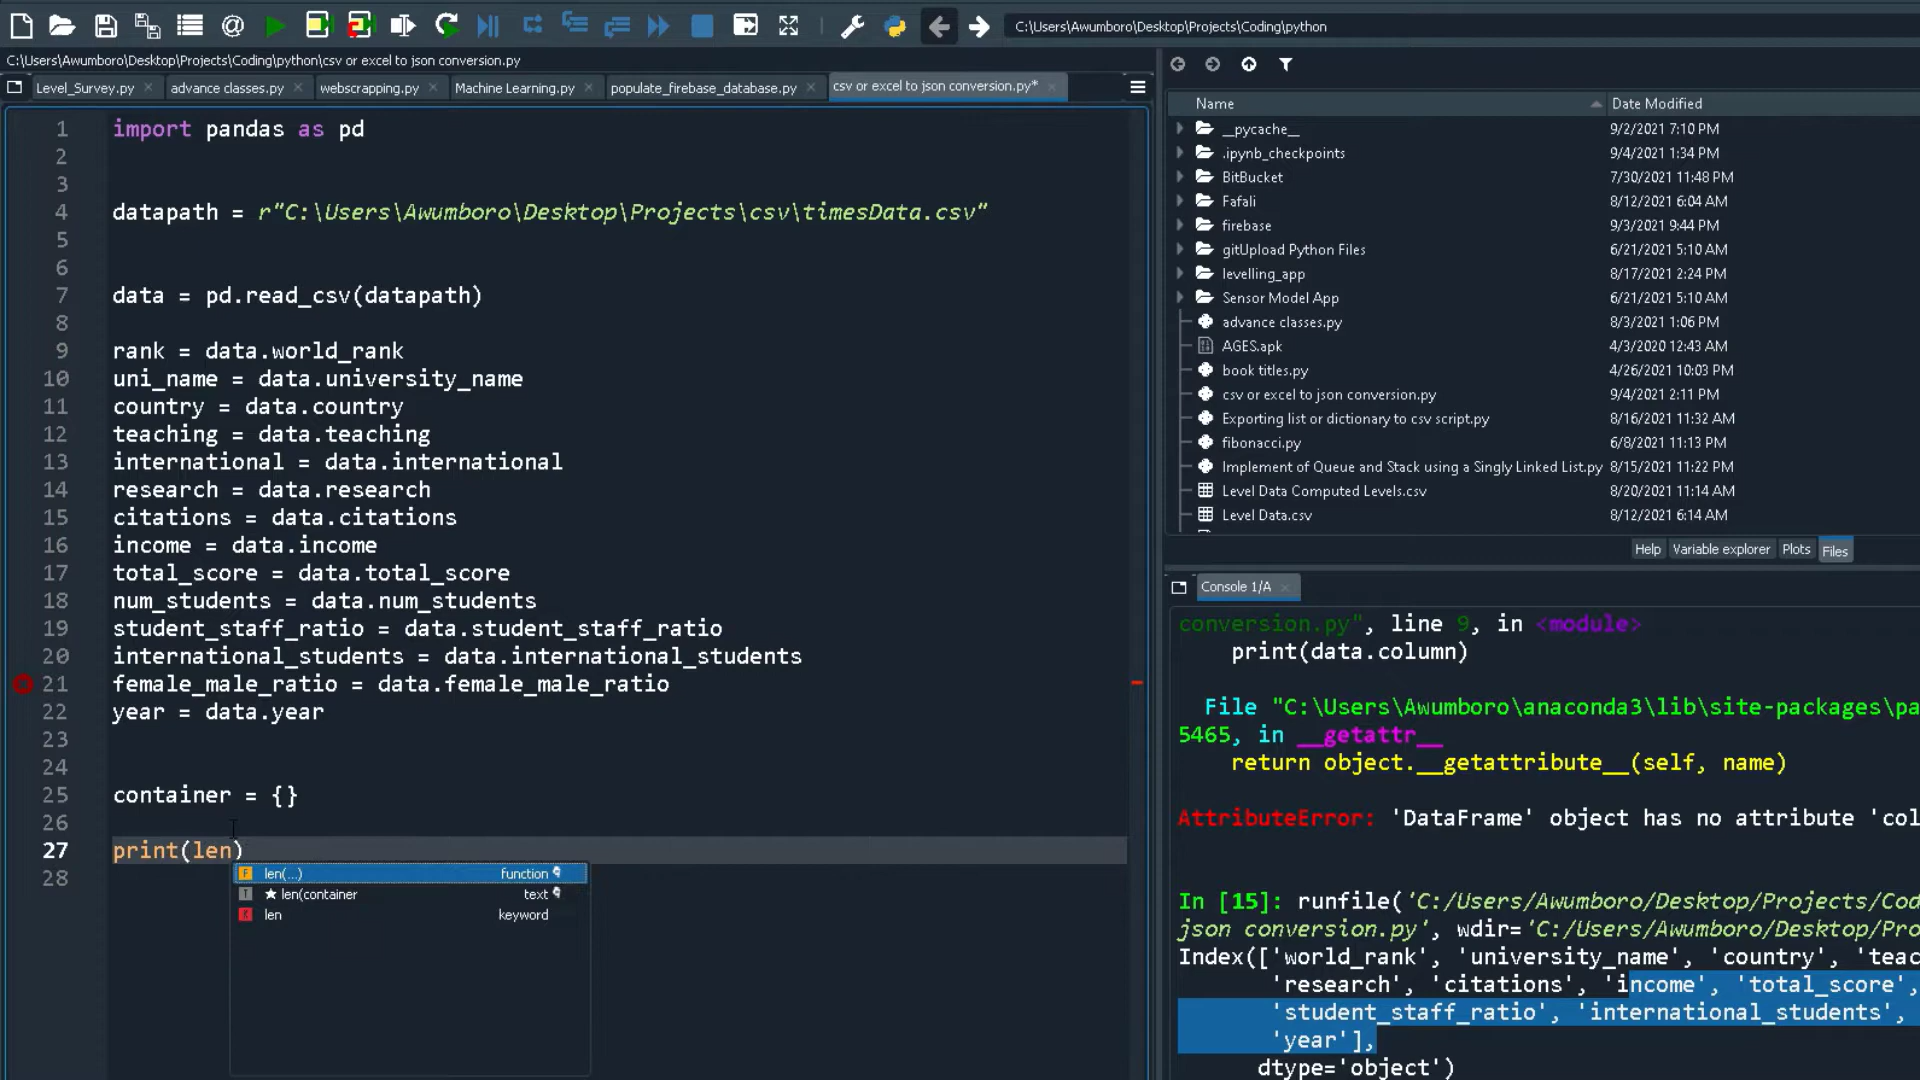 C:\Users\Awumboro\Desktop\Projects\Coding\python
C:\Users\Awumboro\Desktop\Projects\Coding\python\csv or excel to json conversion.py
Level_Survey.py
advance classes.py
webscrapping.py
Machine Learning.py
populate_firebase_database.py
csv or excel to json conversion.py*
1 import pandas as pd
2
3
4 datapath = r"C:\Users\Awumboro\Desktop\Projects\csv\timesData.csv"
5
6
7 data = pd.read_csv(datapath)
8
9 rank = data.world_rank
10 uni_name = data.university_name
11 country = data.country
12 teaching = data.teaching
13 international = data.international
14 research = data.research
15 citations = data.citations
16 income = data.income
17 total_score = data.total_score
18 num_students = data.num_students
19 student_staff_ratio = data.student_staff_ratio
20 international_students = data.international_students
21 female_male_ratio = data.female_male_ratio
22 year = data.year
23
24
25 container = {}
26
27 print(len)
28
F len(...) function
T ★ len(container text
K len keyword
Name Date Modified
__pycache__ 9/2/2021 7:10 PM
.ipynb_checkpoints 9/4/2021 1:34 PM
BitBucket 7/30/2021 11:48 PM
Fafali 8/12/2021 6:04 AM
firebase 9/3/2021 9:44 PM
gitUpload Python Files 6/21/2021 5:10 AM
levelling_app 8/17/2021 2:24 PM
Sensor Model App 6/21/2021 5:10 AM
advance classes.py 8/3/2021 1:06 PM
AGES.apk 4/3/2020 12:43 AM
book titles.py 4/26/2021 10:03 PM
csv or excel to json conversion.py 9/4/2021 2:11 PM
Exporting list or dictionary to csv script.py 8/16/2021 11:32 AM
fibonacci.py 6/8/2021 11:13 PM
Implement of Queue and Stack using a Singly Linked List.py 8/15/2021 11:22 PM
Level Data Computed Levels.csv 8/20/2021 11:14 AM
Level Data.csv 8/12/2021 6:14 AM
Help Variable explorer Plots Files
Console 1/A
conversion.py", line 9, in <module>
print(data.column)
File "C:\Users\Awumboro\anaconda3\lib\site-packages\pa
5465, in __getattr__
return object.__getattribute__(self, name)
AttributeError: 'DataFrame' object has no attribute 'col
In [15]: runfile('C:/Users/Awumboro/Desktop/Projects/Cod
json conversion.py', wdir='C:/Users/Awumboro/Desktop/Pro
Index(['world_rank', 'university_name', 'country', 'teac
'research', 'citations', 'income', 'total_score',
'student_staff_ratio', 'international_students',
'year'],
dtype='object')